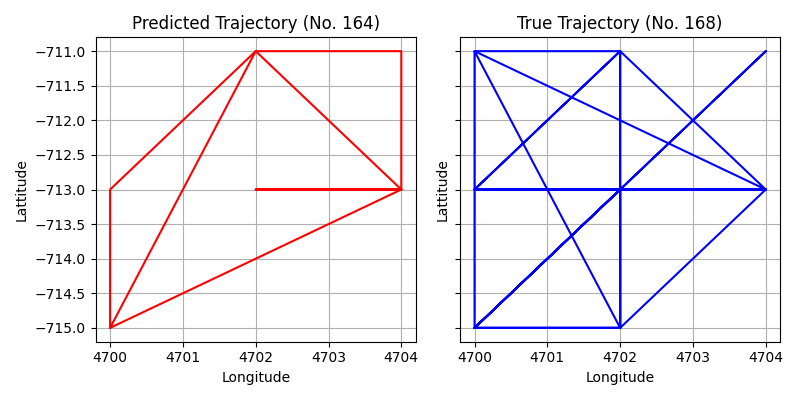 Predicted Trajectory (No. 164)
True Trajectory (No. 168)
−711.0
−711.5
−712.0
−712.5
−713.0
−713.5
−714.0
−714.5
−715.0
Lattitude
Lattitude
4700 4701 4702 4703 4704
4700 4701 4702 4703 4704
Longitude
Longitude